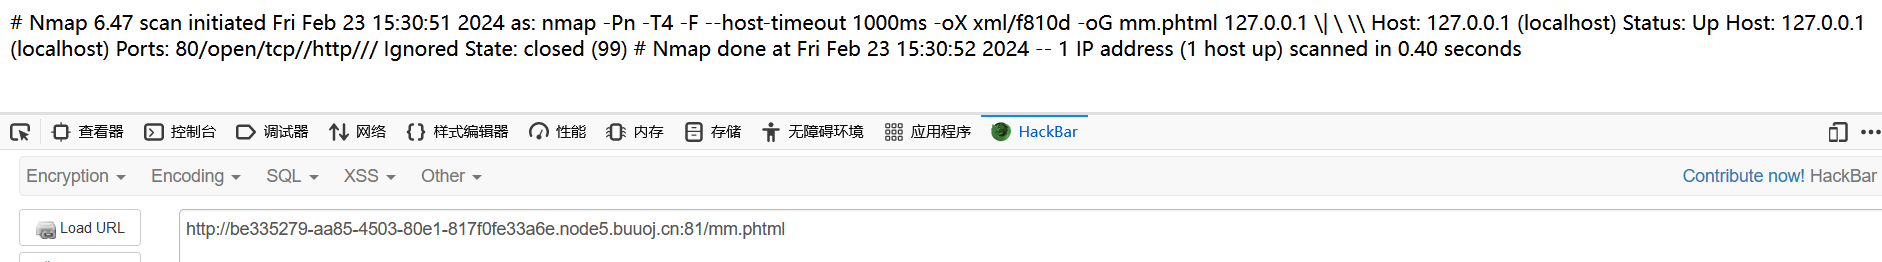 # Nmap 6.47 scan initiated Fri Feb 23 15:30:51 2024 as: nmap -Pn -T4 -F --host-timeout 1000ms -oX xml/f810d -oG mm.phtml 127.0.0.1 \| \ \\ Host: 127.0.0.1 (localhost) Status: Up Host: 127.0.0.1
(localhost) Ports: 80/open/tcp//http/// Ignored State: closed (99) # Nmap done at Fri Feb 23 15:30:52 2024 -- 1 IP address (1 host up) scanned in 0.40 seconds
查看器 控制台 调试器 网络 样式编辑器 性能 内存 存储 无障碍环境 应用程序 HackBar
Encryption Encoding SQL XSS Other Contribute now! HackBar
Load URL http://be335279-aa85-4503-80e1-817f0fe33a6e.node5.buuoj.cn:81/mm.phtml